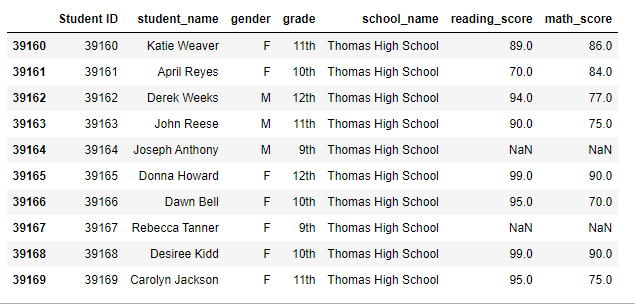 Student ID student_name gender grade school_name reading_score math_score
39160 39160 Katie Weaver F 11th Thomas High School 89.0 86.0
39161 39161 April Reyes F 10th Thomas High School 70.0 84.0
39162 39162 Derek Weeks M 12th Thomas High School 94.0 77.0
39163 39163 John Reese M 11th Thomas High School 90.0 75.0
39164 39164 Joseph Anthony M 9th Thomas High School NaN NaN
39165 39165 Donna Howard F 12th Thomas High School 99.0 90.0
39166 39166 Dawn Bell F 10th Thomas High School 95.0 70.0
39167 39167 Rebecca Tanner F 9th Thomas High School NaN NaN
39168 39168 Desiree Kidd F 10th Thomas High School 99.0 90.0
39169 39169 Carolyn Jackson F 11th Thomas High School 95.0 75.0